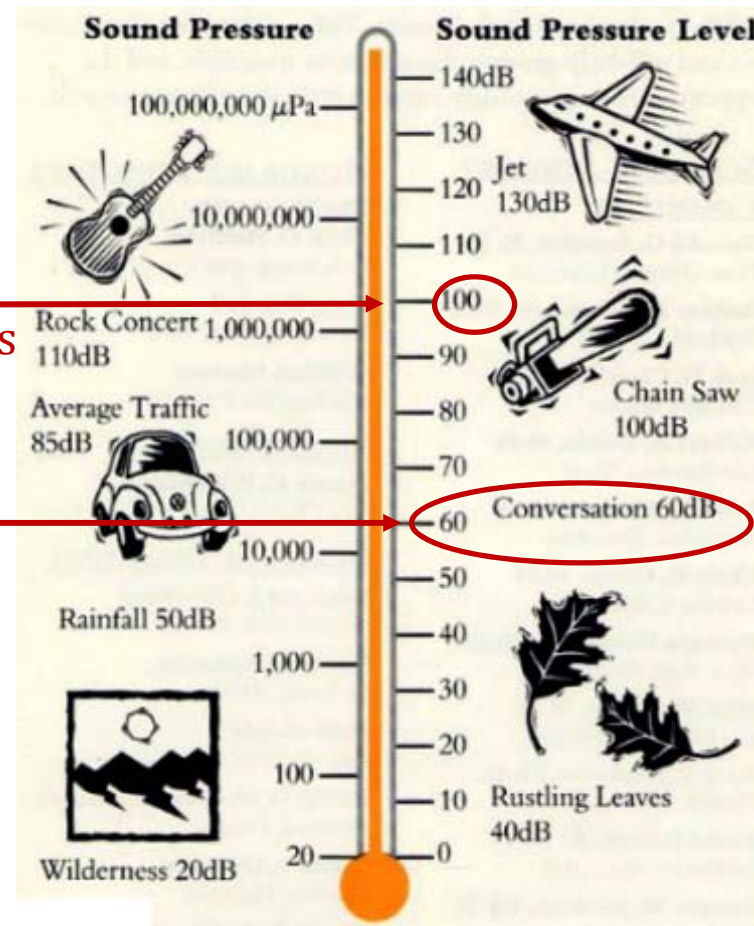 Sound Pressure
Sound Pressure Level
140dB
100,000,000 μPa
130
Jet
130dB
120
10,000,000
110
100
s
Rock Concert
110dB
1,000,000
90
Chain Saw
100dB
Average Traffic
85dB
80
100,000
70
Conversation 60dB
60
10,000
50
Rainfall 50dB
40
1,000
30
20
100
10
Rustling Leaves
40dB
Wilderness 20dB
20
0